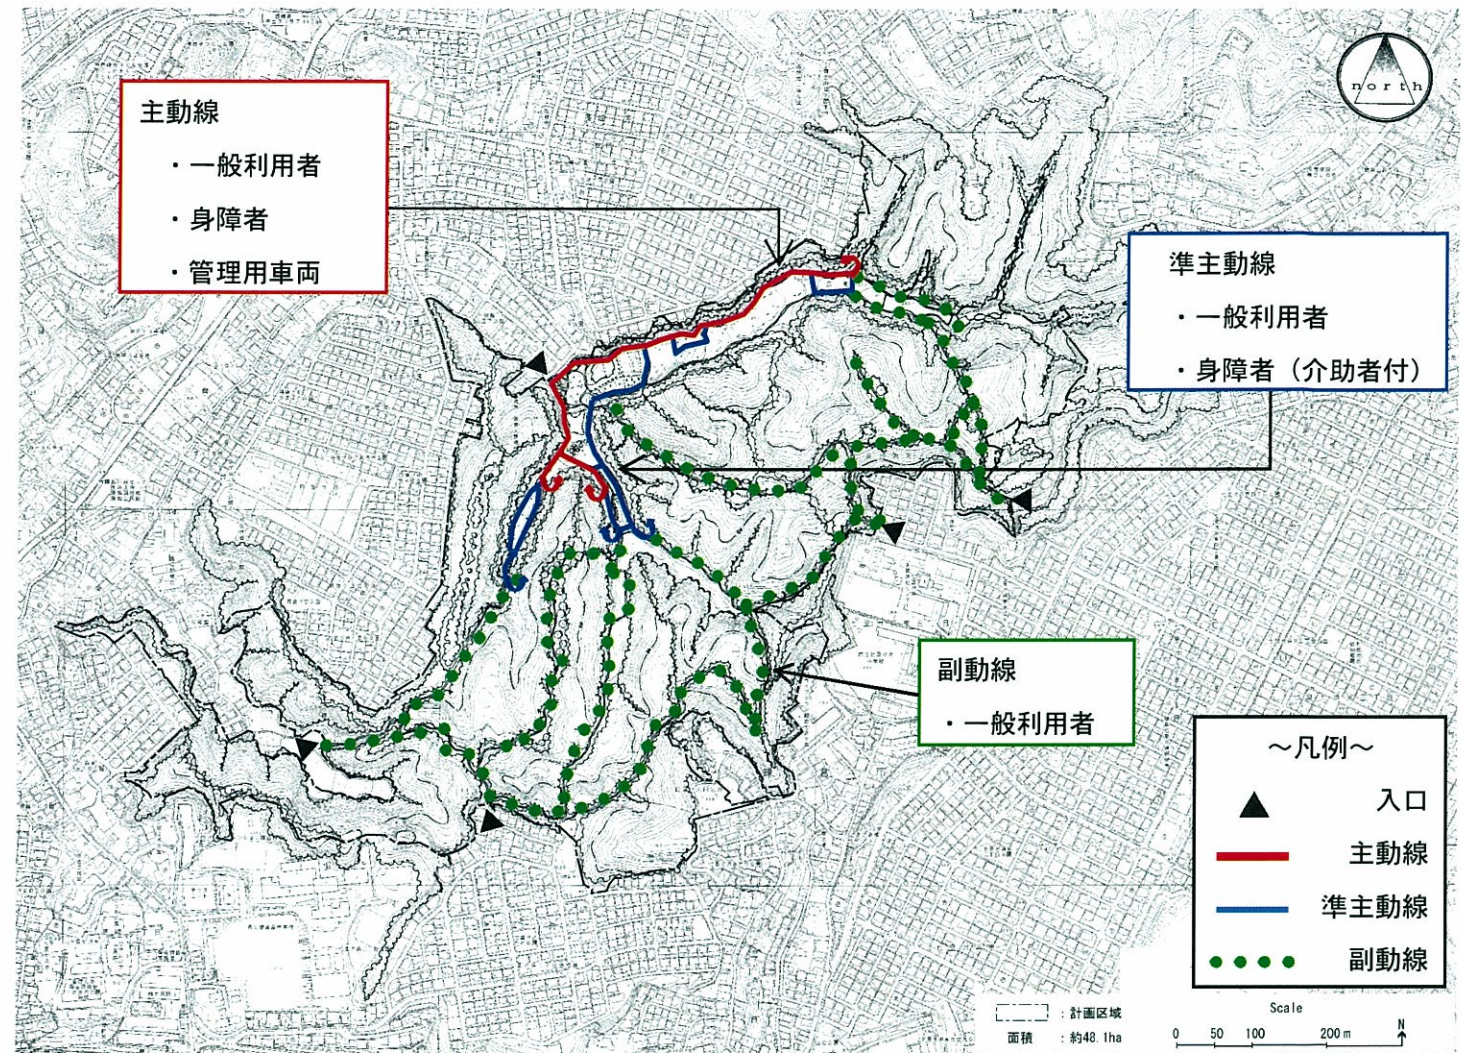 主動線
・一般利用者
・身障者
・管理用車両
north
準主動線
・一般利用者
・身障者（介助者付）
副動線
・一般利用者
～凡例～
入口
主動線
準主動線
副動線
：計画区域
面積 ：約48.1ha
Scale
0 50 100 200m
N